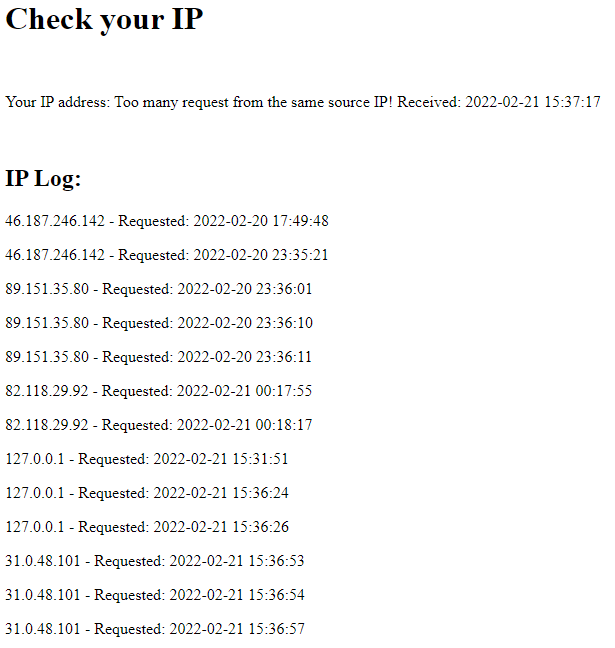 Check your IP
Your IP address: Too many request from the same source IP! Received: 2022-02-21 15:37:17
IP Log:
46.187.246.142 - Requested: 2022-02-20 17:49:48
46.187.246.142 - Requested: 2022-02-20 23:35:21
89.151.35.80 - Requested: 2022-02-20 23:36:01
89.151.35.80 - Requested: 2022-02-20 23:36:10
89.151.35.80 - Requested: 2022-02-20 23:36:11
82.118.29.92 - Requested: 2022-02-21 00:17:55
82.118.29.92 - Requested: 2022-02-21 00:18:17
127.0.0.1 - Requested: 2022-02-21 15:31:51
127.0.0.1 - Requested: 2022-02-21 15:36:24
127.0.0.1 - Requested: 2022-02-21 15:36:26
31.0.48.101 - Requested: 2022-02-21 15:36:53
31.0.48.101 - Requested: 2022-02-21 15:36:54
31.0.48.101 - Requested: 2022-02-21 15:36:57